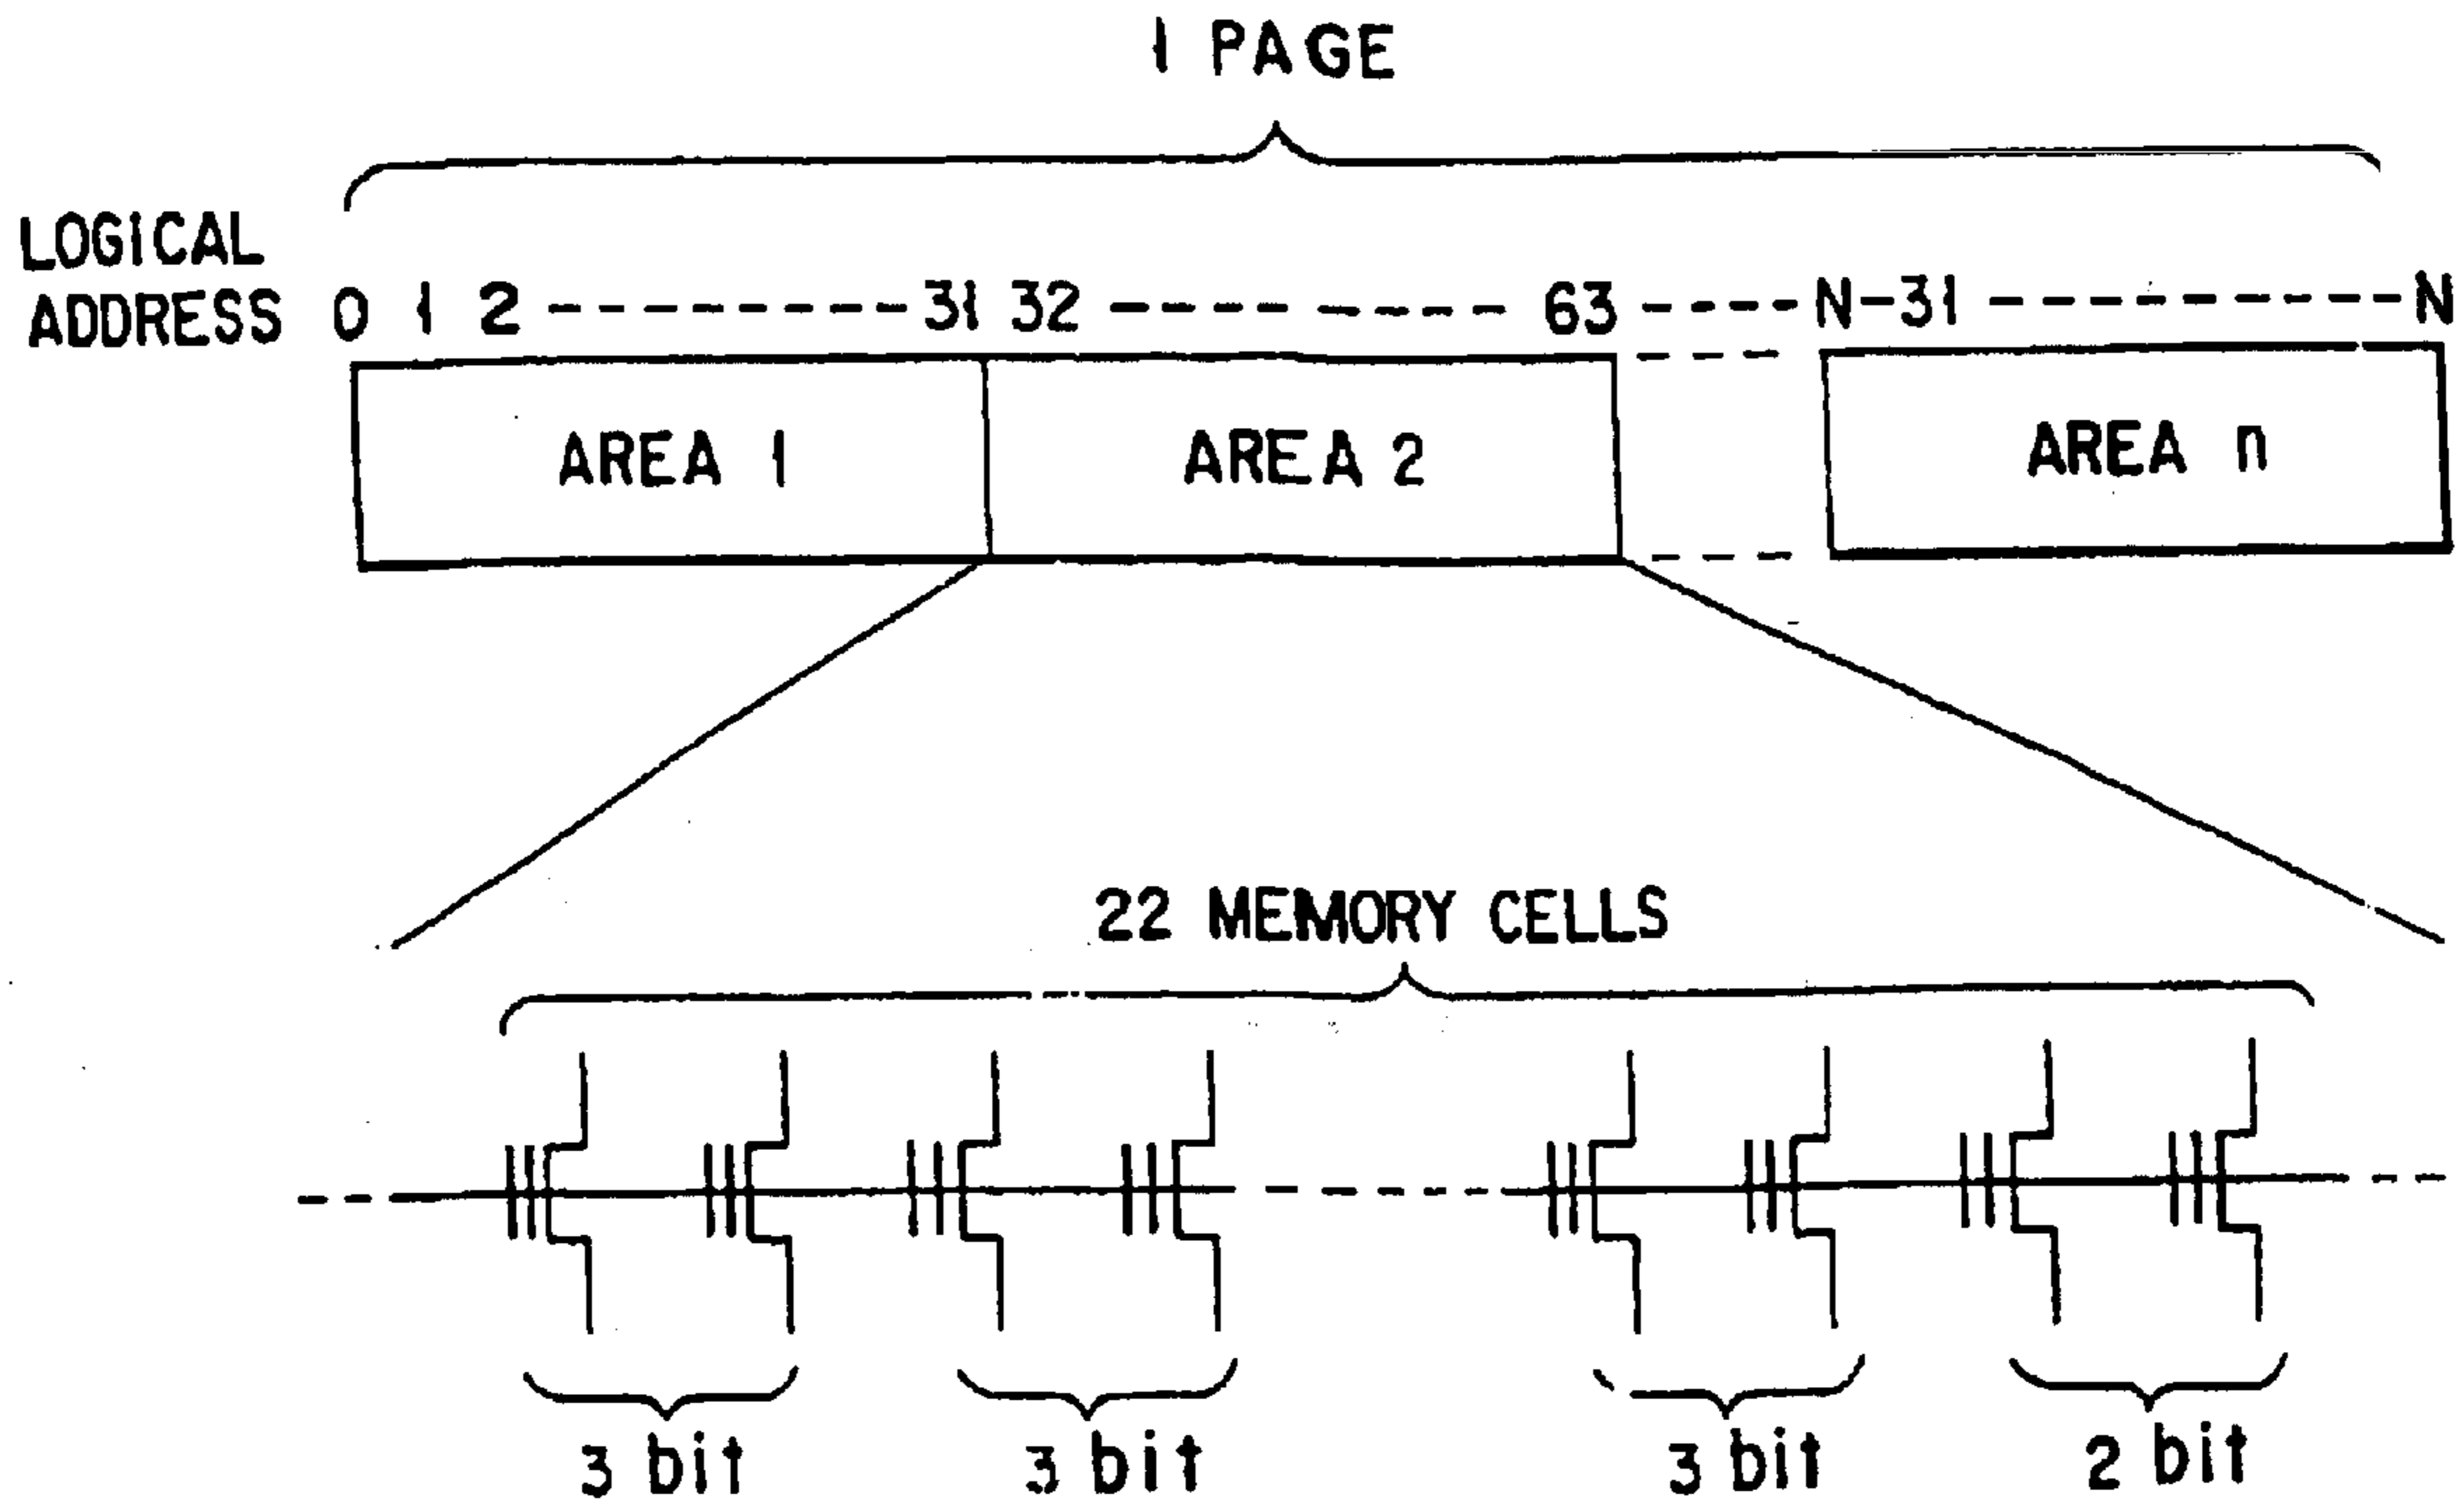 1 PAGE
LOGICAL
ADDRESS 0 1 2 --------- 31 32 --------- 63 ---- N-31 ---------- N
AREA 1 AREA 2 AREA n
22 MEMORY CELLS
3 bit 3 bit 3 bit 2 bit